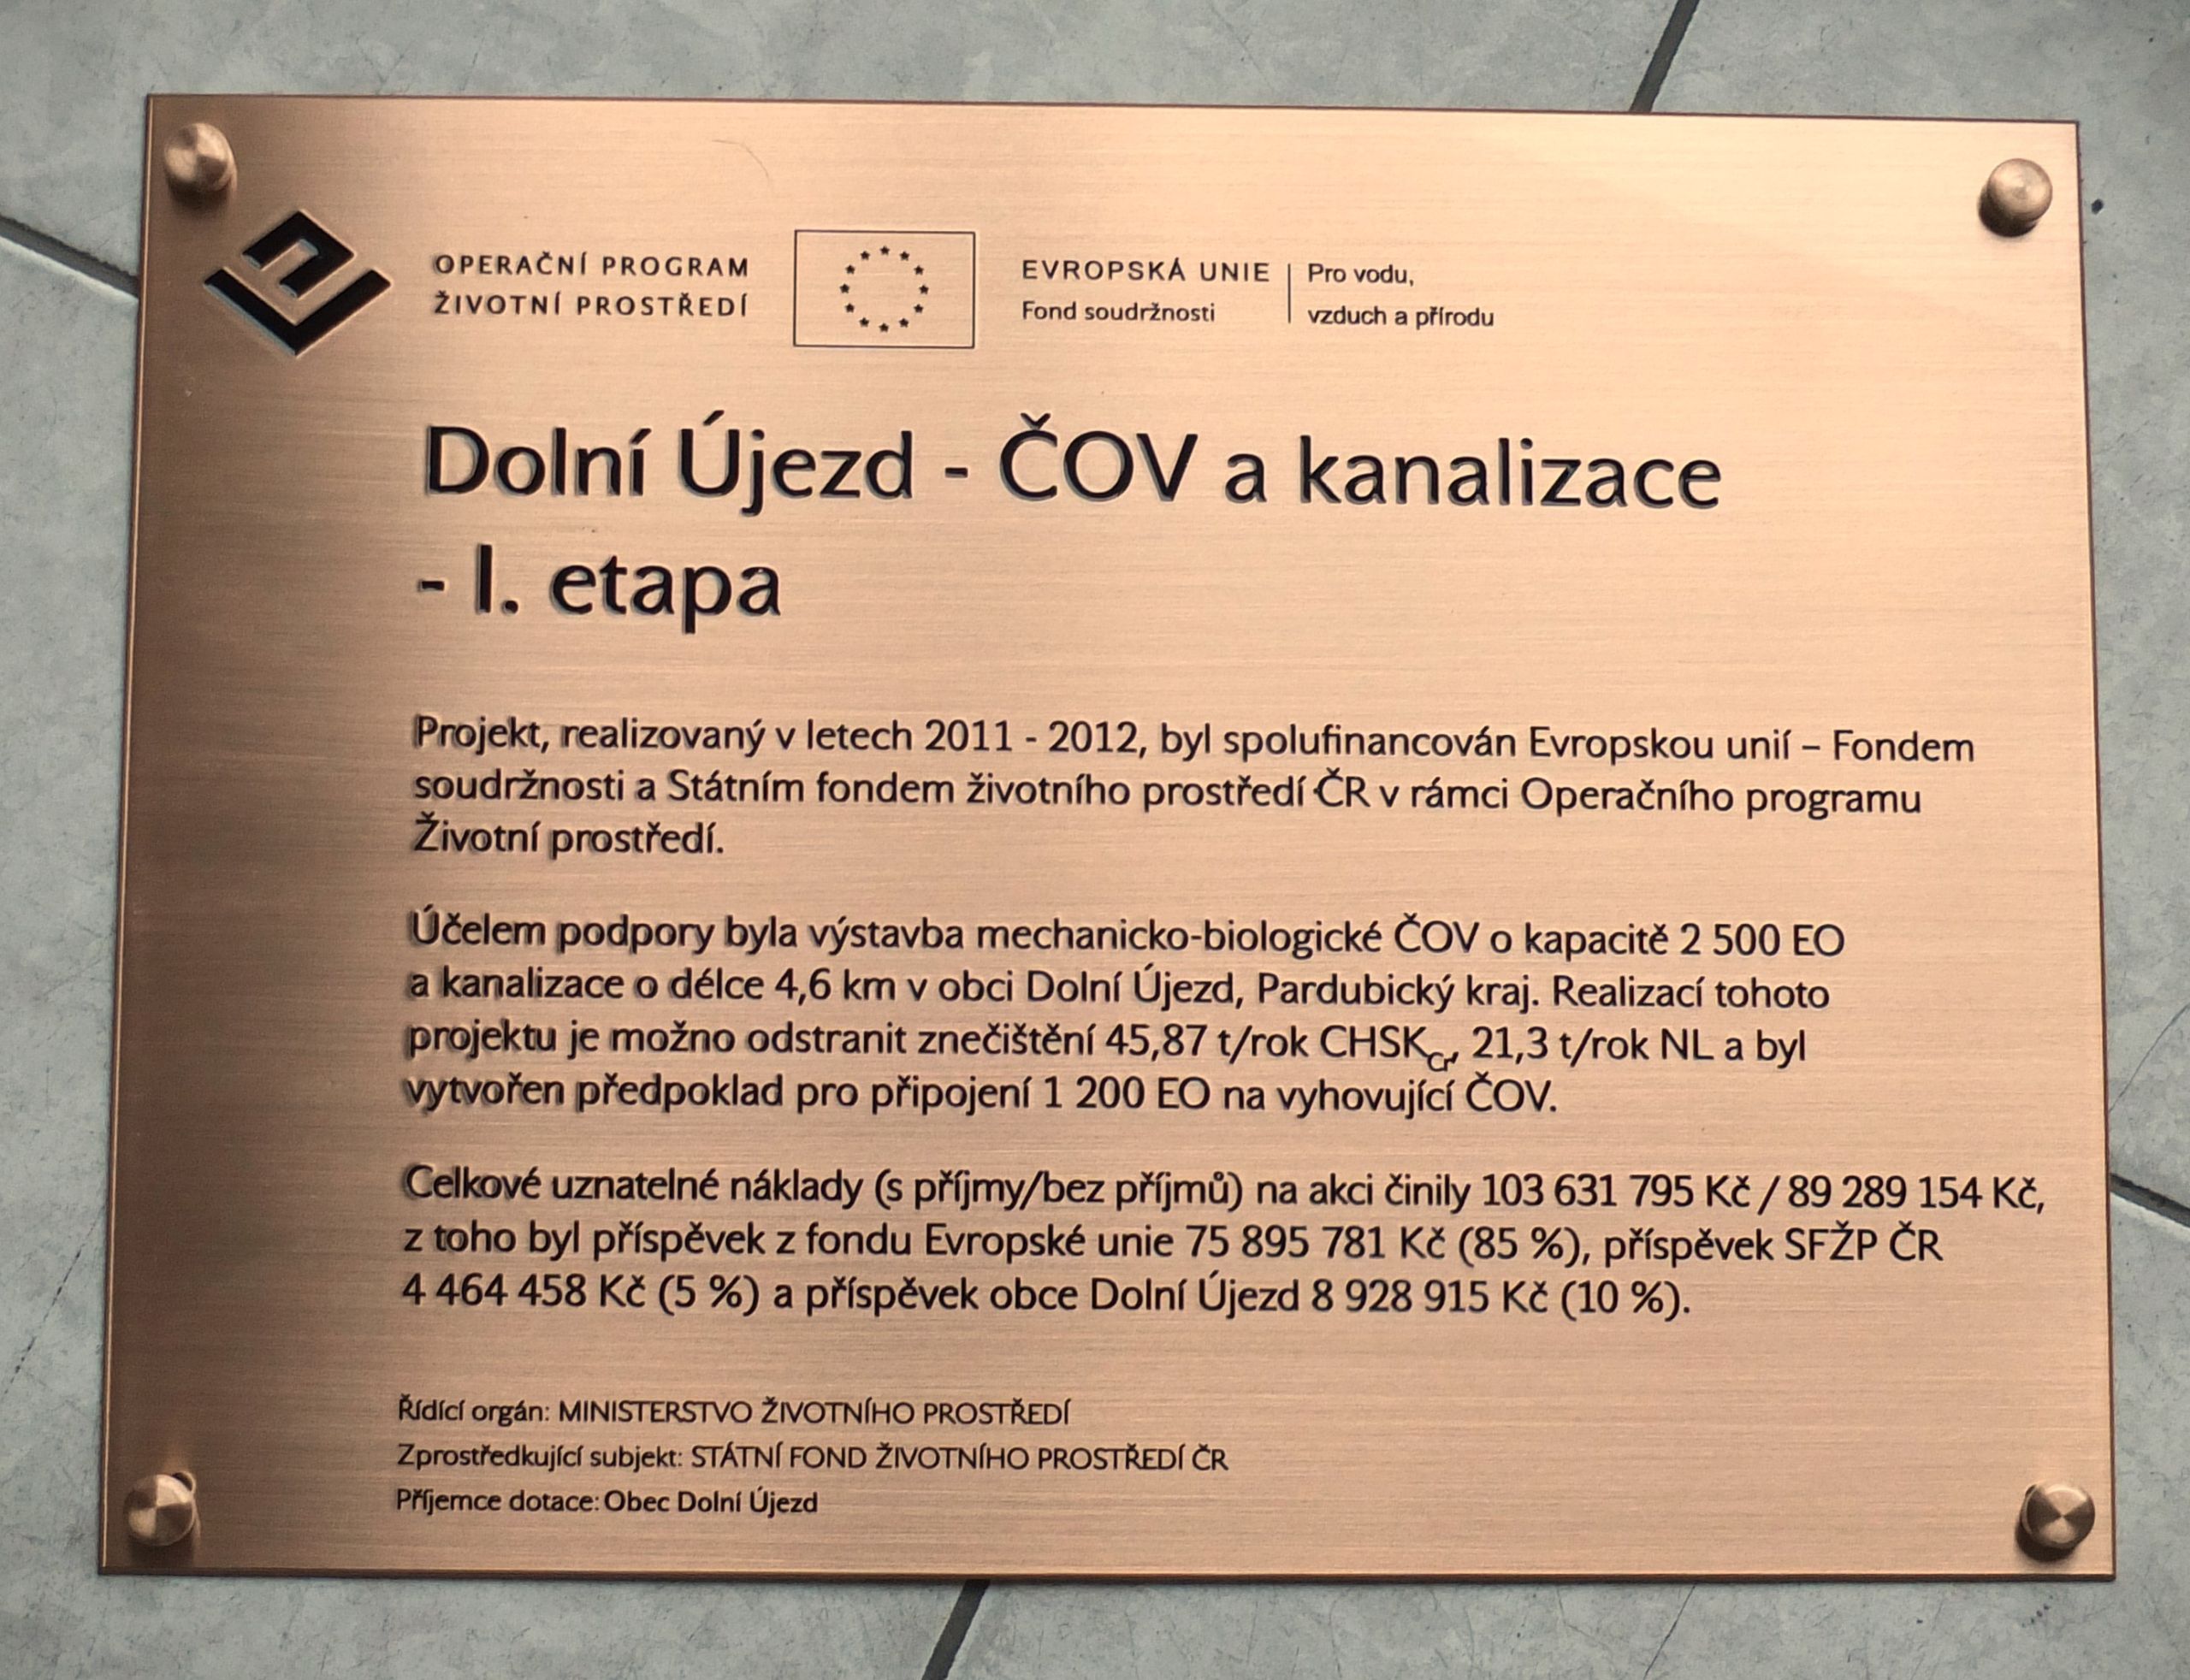 OPERAČNÍ PROGRAM
ŽIVOTNÍ PROSTŘEDÍ
EVROPSKÁ UNIE
Fond soudržnosti
Pro vodu,
vzduch a přírodu
Dolní Újezd - ČOV a kanalizace
- I. etapa
Projekt, realizovaný v letech 2011 - 2012, byl spolufinancován Evropskou unií – Fondem
soudržnosti a Státním fondem životního prostředí ČR v rámci Operačního programu
Životní prostředí.
Účelem podpory byla výstavba mechanicko-biologické ČOV o kapacitě 2 500 EO
a kanalizace o délce 4,6 km v obci Dolní Újezd, Pardubický kraj. Realizací tohoto
projektu je možno odstranit znečištění 45,87 t/rok CHSKCr, 21,3 t/rok NL a byl
vytvořen předpoklad pro připojení 1 200 EO na vyhovující ČOV.
Celkové uznatelné náklady (s příjmy/bez příjmů) na akci činily 103 631 795 Kč / 89 289 154 Kč,
z toho byl příspěvek z fondu Evropské unie 75 895 781 Kč (85 %), příspěvek SFŽP ČR
4 464 458 Kč (5 %) a příspěvek obce Dolní Újezd 8 928 915 Kč (10 %).
Řídící orgán: MINISTERSTVO ŽIVOTNÍHO PROSTŘEDÍ
Zprostředkující subjekt: STÁTNÍ FOND ŽIVOTNÍHO PROSTŘEDÍ ČR
Příjemce dotace: Obec Dolní Újezd